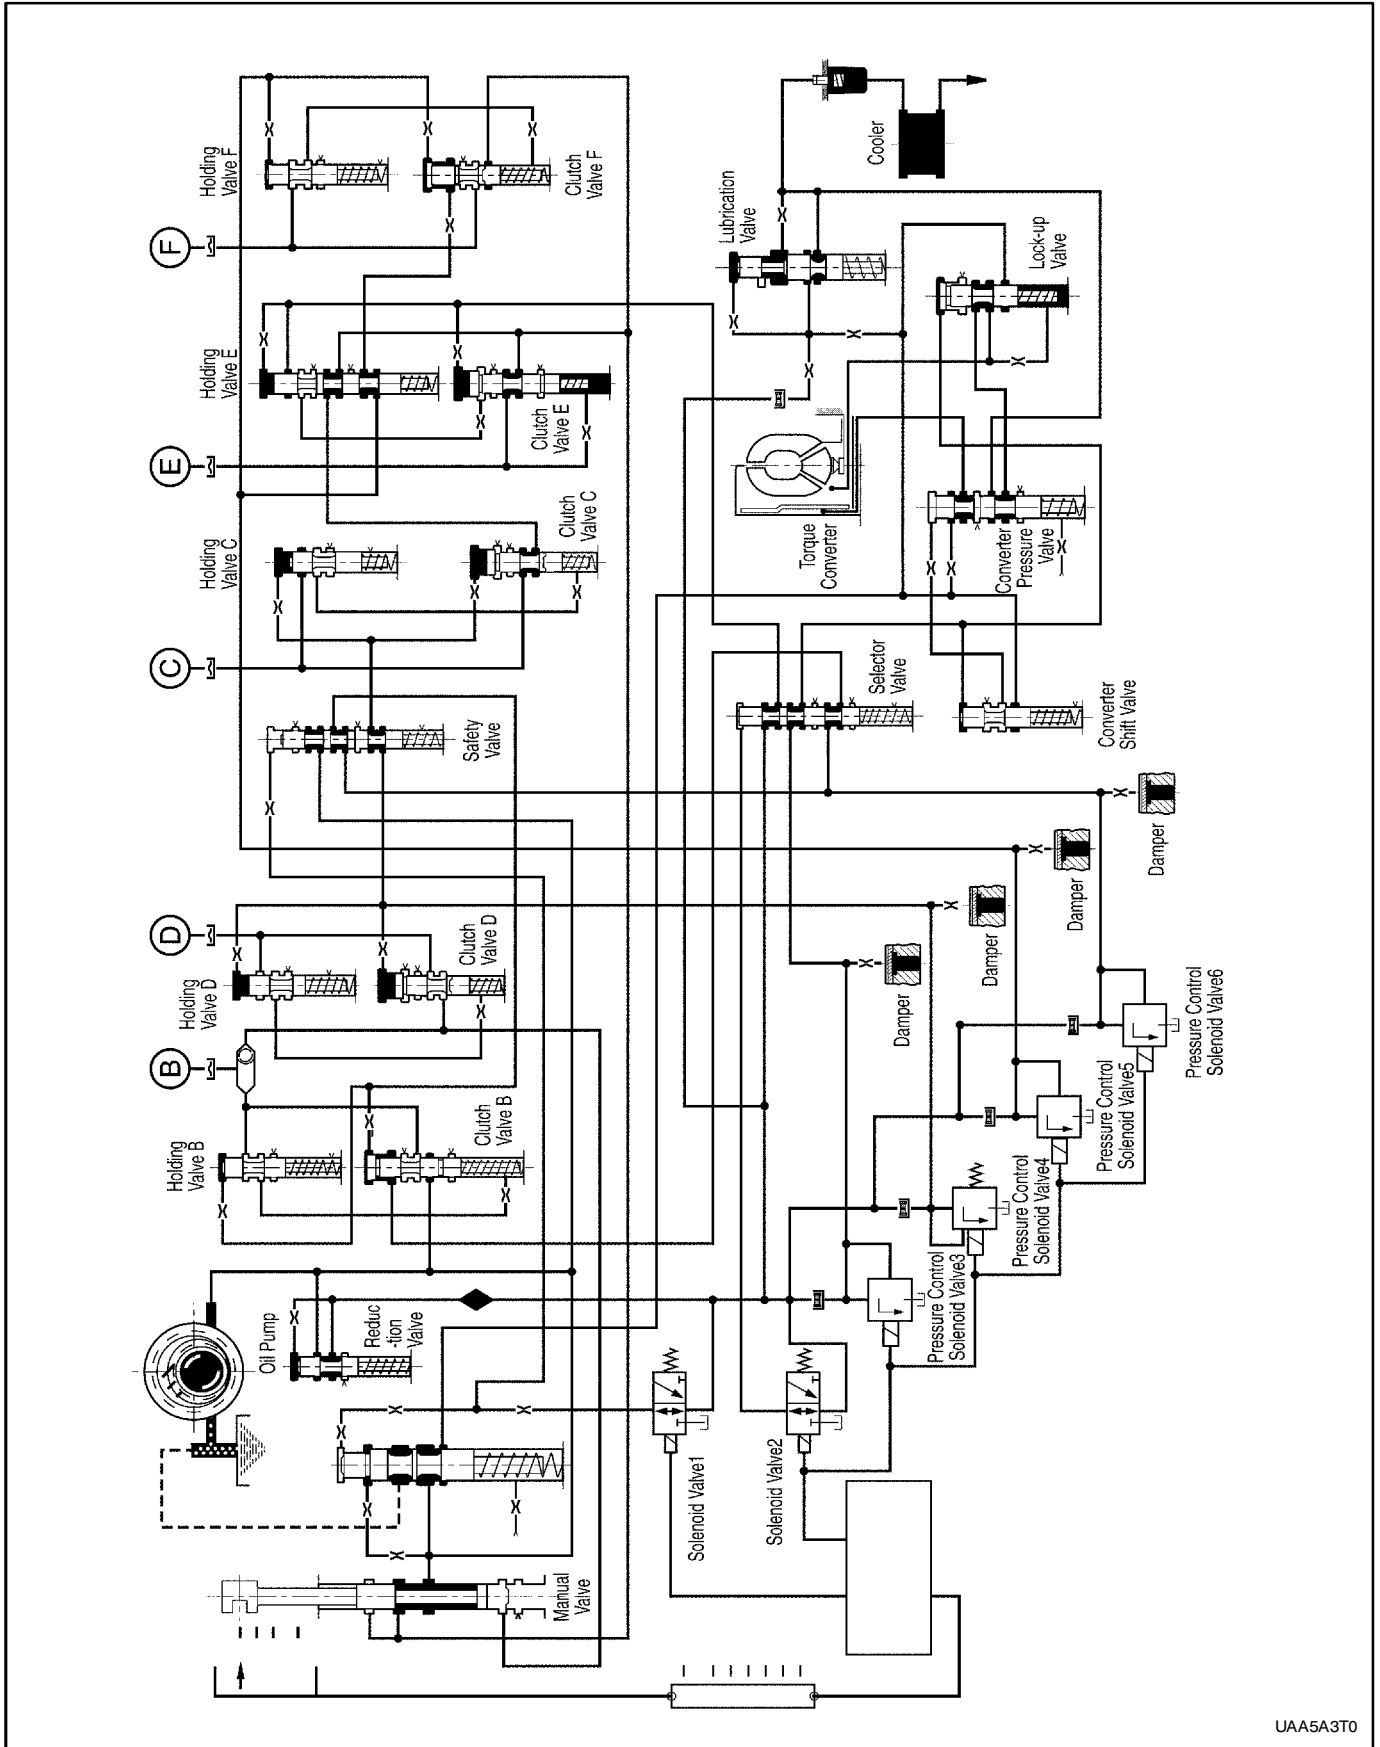 F
Holding
Valve F
Clutch
Valve F
E
Holding
Valve E
Clutch
Valve E
C
Holding
Valve C
Clutch
Valve C
Safety
Valve
D
Holding
Valve D
Clutch
Valve D
B
Holding
Valve B
Clutch
Valve B
Oil Pump
Reduc
-tion
Valve
Manual
Valve
Cooler
Lubrication
Valve
Lock-up
Valve
Torque
Converter
Converter
Pressure
Valve
Selector
Valve
Converter
Shift Valve
Damper
Damper
Damper
Damper
Pressure Control
Solenoid Valve6
Pressure Control
Solenoid Valve5
Pressure Control
Solenoid Valve4
Pressure Control
Solenoid Valve3
Solenoid Valve1
Solenoid Valve2
UAA5A3T0